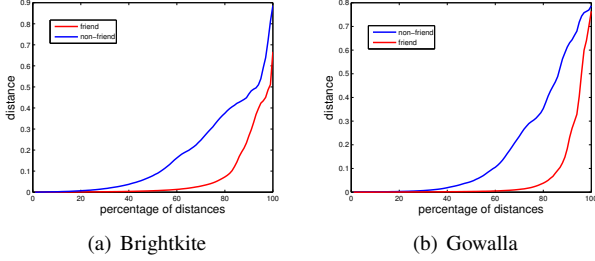 0.9
0.8
0.7
0.6
0.5
0.4
0.3
0.2
0.1
0
distance
friend
non-friend
0 20 40 60 80 100
percentage of distances
(a) Brightkite
0.8
0.7
0.6
0.5
0.4
0.3
0.2
0.1
0
distance
non-friend
friend
0 20 40 60 80 100
percentage of distances
(b) Gowalla